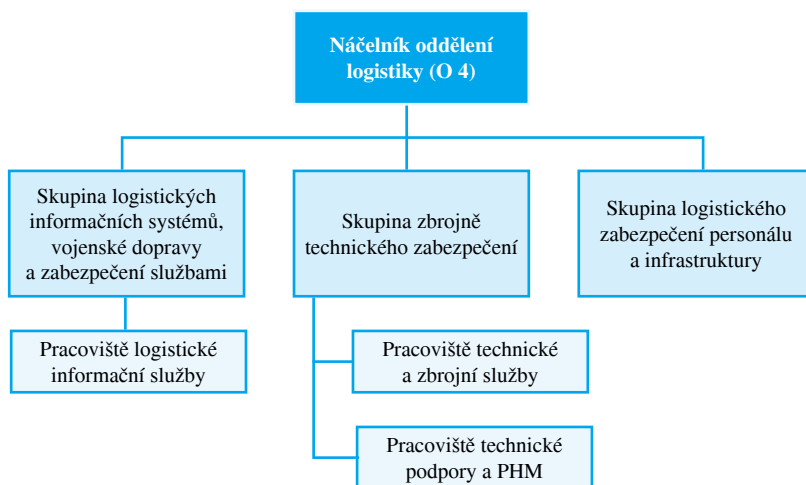 Náčelník oddělení
logistiky (O 4)
Skupina logistických
informačních systémů,
vojenské dopravy
a zabezpečení službami
Skupina zbrojně
technického zabezpečení
Skupina logistického
zabezpečení personálu
a infrastruktury
Pracoviště logistické
informační služby
Pracoviště technické
a zbrojní služby
Pracoviště technické
podpory a PHM